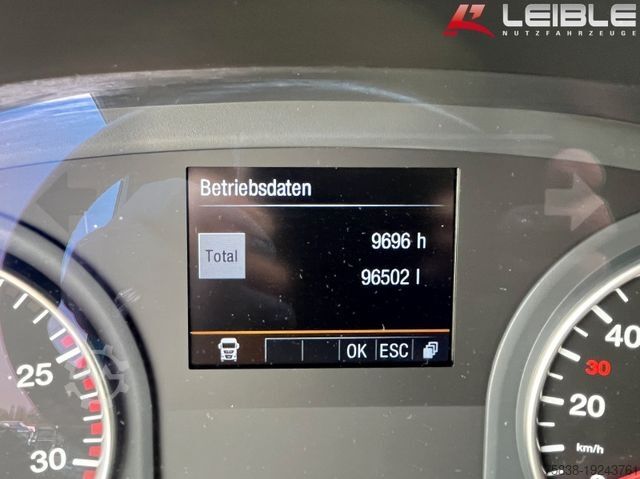 LEIBLE
NUTZFAHRZEUGE
Betriebsdaten
Total
9696 h
96502 l
OK ESC
25
30
40
30
20
km/h